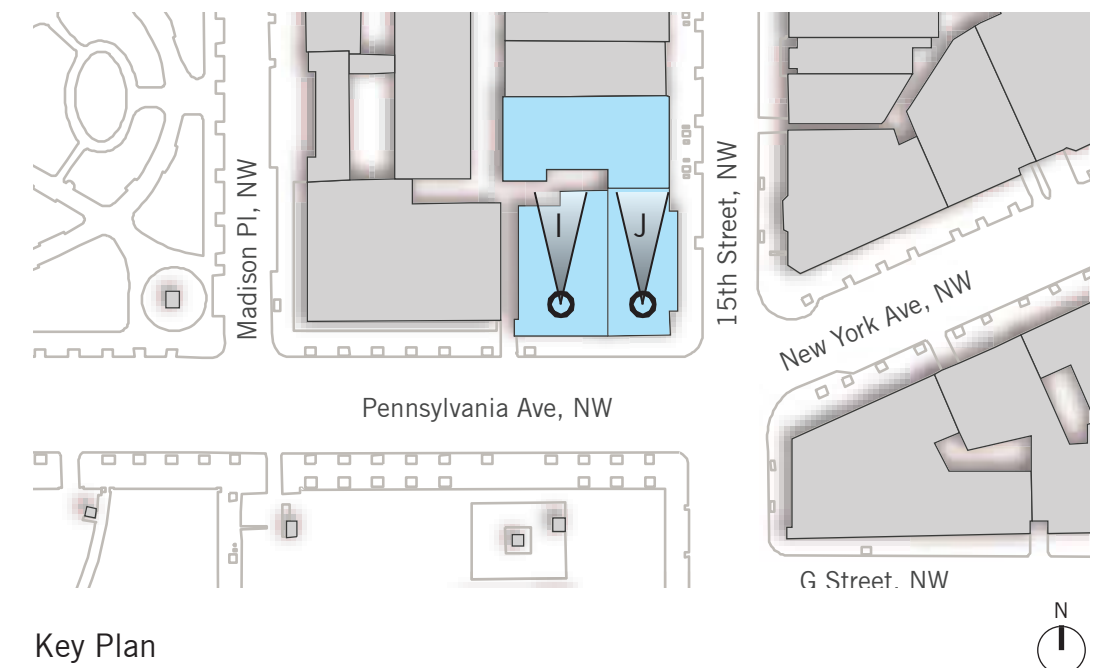 Madison Pl, NW
I
J
15th Street, NW
New York Ave, NW
Pennsylvania Ave, NW
G Street, NW
N
Key Plan